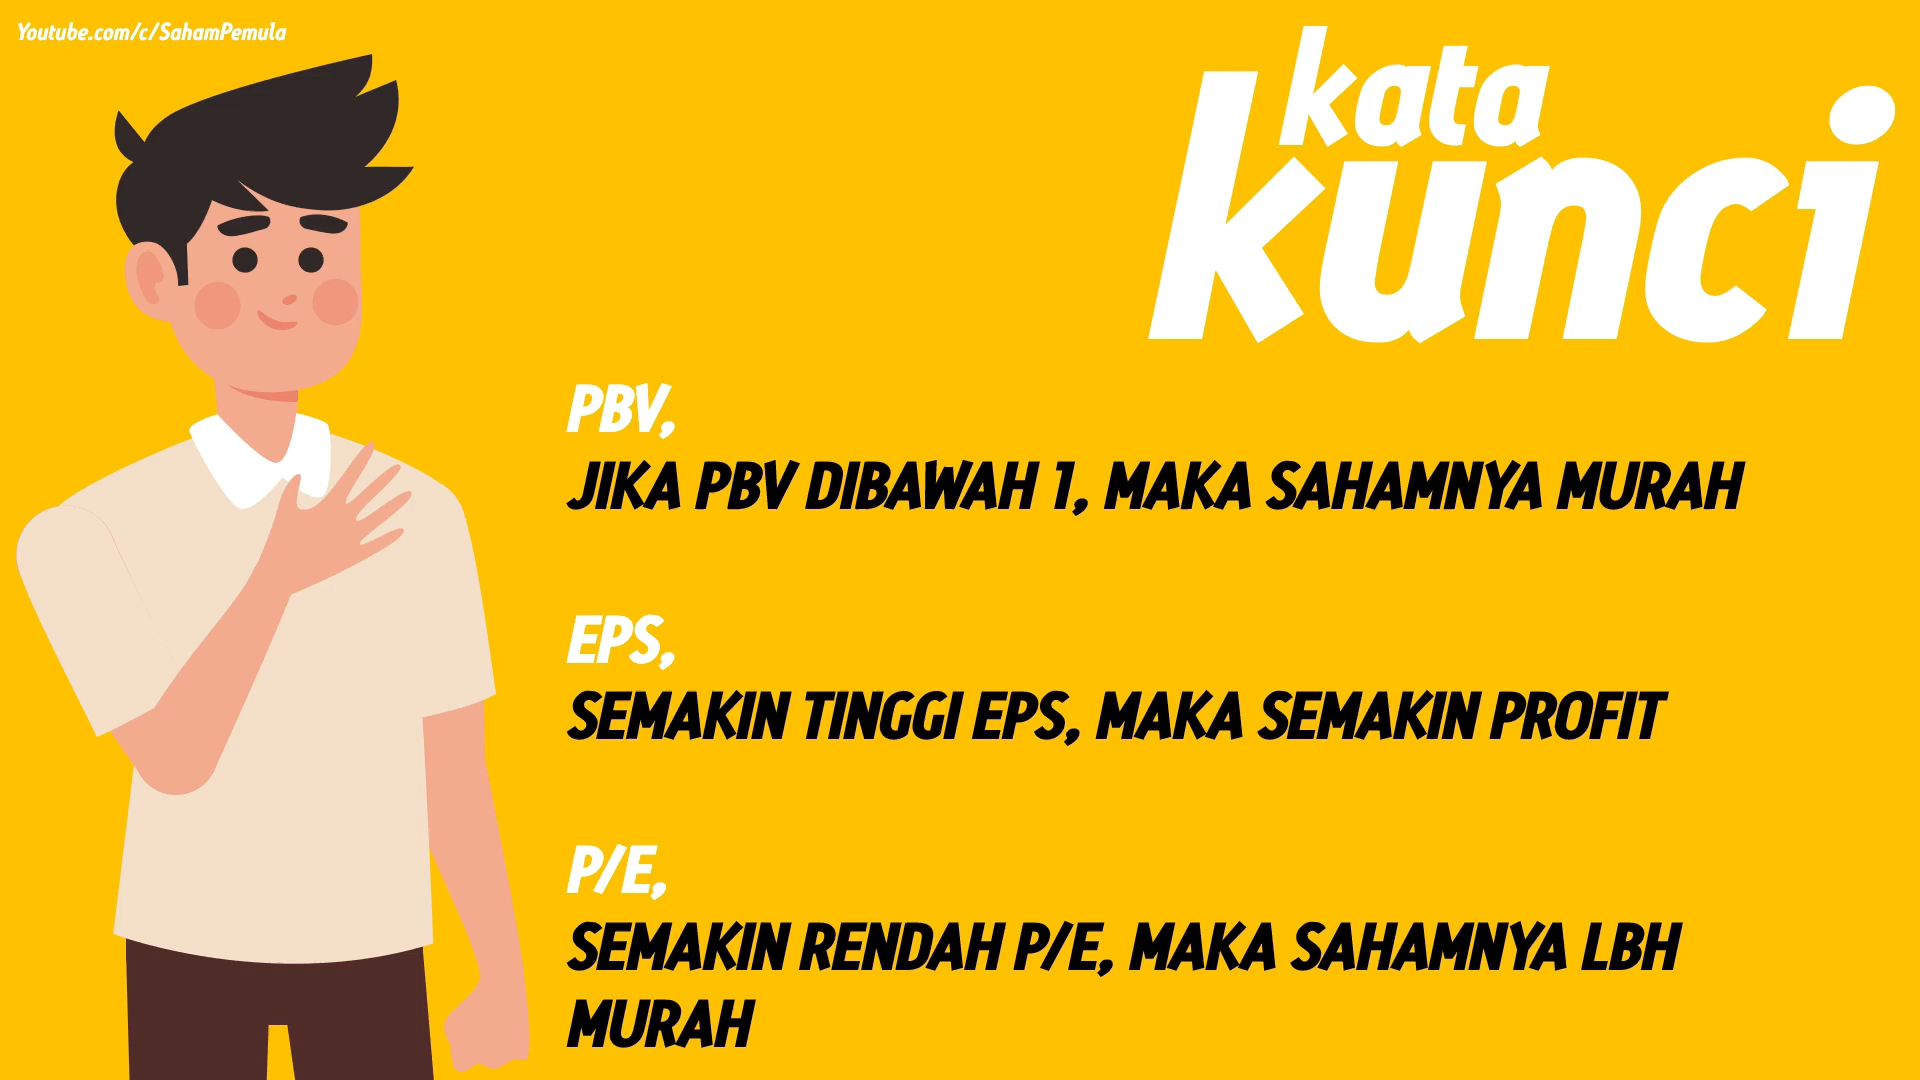 Youtube.com/c/SahamPemula
kata
kunci
PBV,
JIKA PBV DIBAWAH 1, MAKA SAHAMNYA MURAH
EPS,
SEMAKIN TINGGI EPS, MAKA SEMAKIN PROFIT
P/E,
SEMAKIN RENDAH P/E, MAKA SAHAMNYA LBH
MURAH